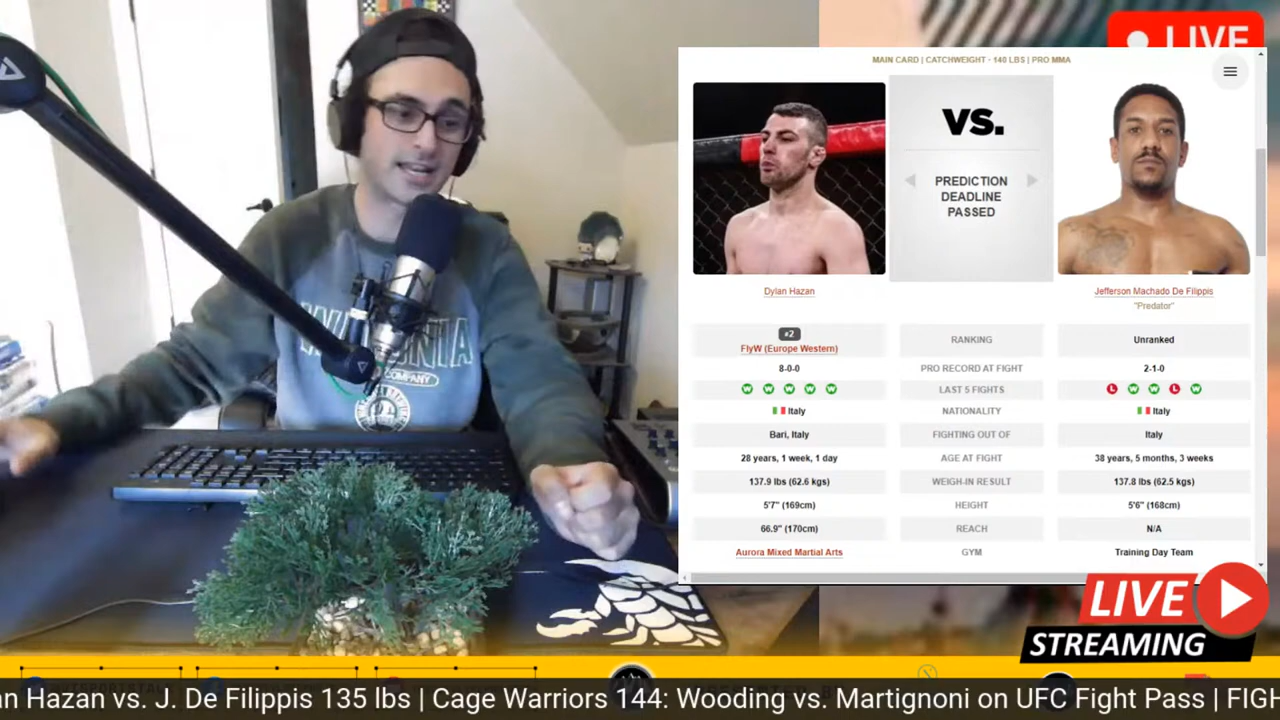 LIVE
MAIN CARD | CATCHWEIGHT - 140 LBS | PRO MMA
VS.
PREDICTION
DEADLINE
PASSED
Dylan Hazan
Jefferson Machado De Filippis
"Predator"
#2
FlyW (Europe Western)
RANKING
Unranked
8-0-0
PRO RECORD AT FIGHT
2-1-0
W W W W W
LAST 5 FIGHTS
L W W L W
Italy
NATIONALITY
Italy
Bari, Italy
FIGHTING OUT OF
Italy
28 years, 1 week, 1 day
AGE AT FIGHT
38 years, 5 months, 3 weeks
137.9 lbs (62.6 kgs)
WEIGH-IN RESULT
137.8 lbs (62.5 kgs)
5'7" (169cm)
HEIGHT
5'6" (168cm)
66.9" (170cm)
REACH
N/A
Aurora Mixed Martial Arts
GYM
Training Day Team
COMPANY
LIVE
STREAMING
an Hazan vs. J. De Filippis 135 lbs | Cage Warriors 144: Wooding vs. Martignoni on UFC Fight Pass | FIGH